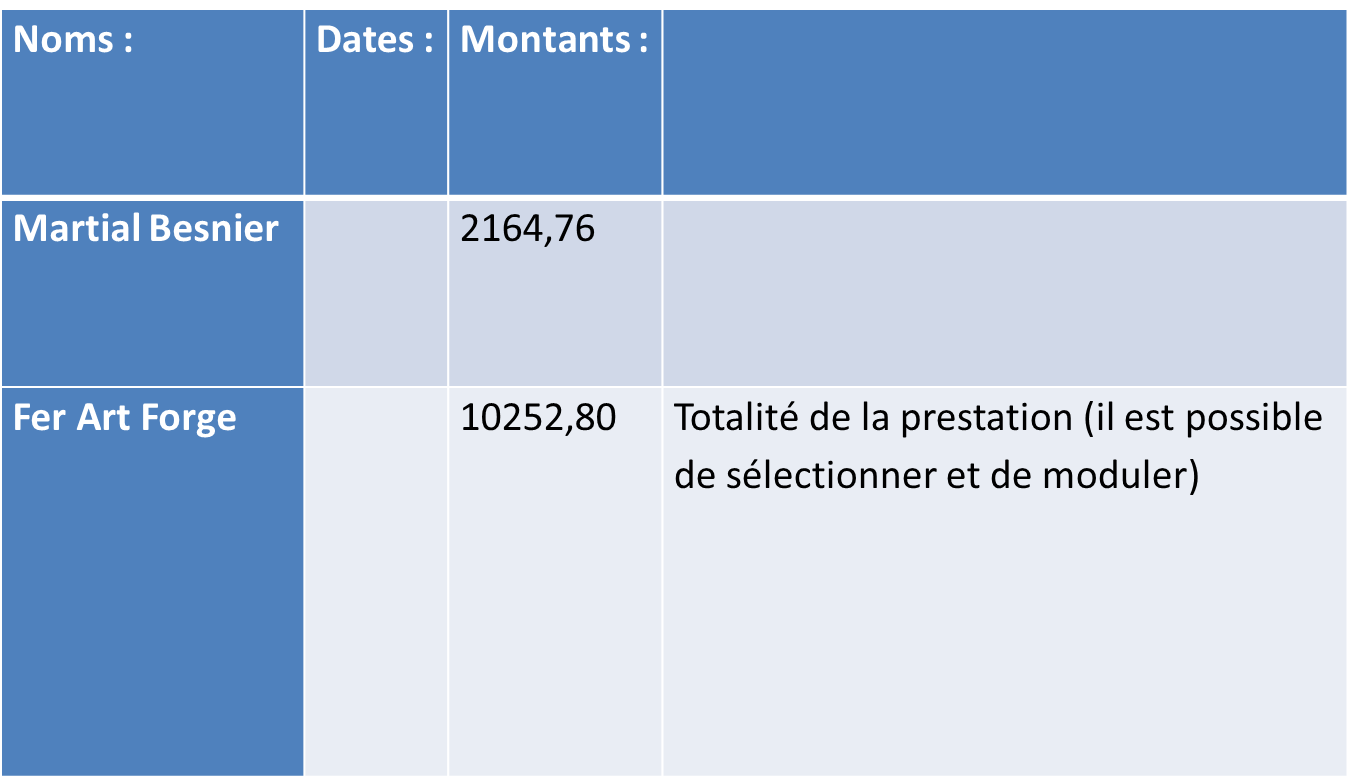 Noms : Dates : Montants :
Martial Besnier 2164,76
Fer Art Forge 10252,80 Totalité de la prestation (il est possible
de sélectionner et de moduler)